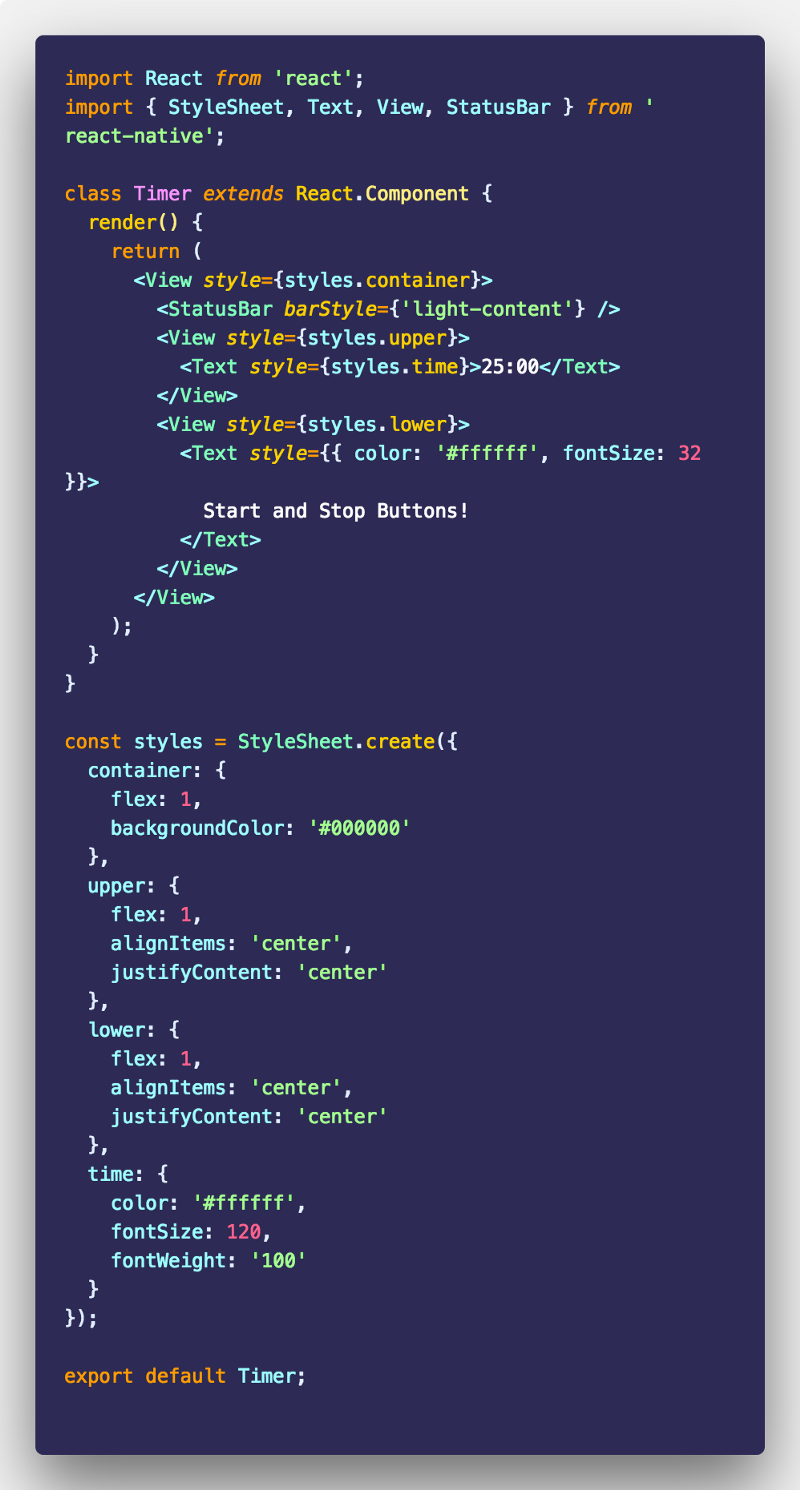 import React from 'react';
import { StyleSheet, Text, View, StatusBar } from '
react-native';

class Timer extends React.Component {
  render() {
    return (
      <View style={styles.container}>
        <StatusBar barStyle={'light-content'} />
        <View style={styles.upper}>
          <Text style={styles.time}>25:00</Text>
        </View>
        <View style={styles.lower}>
          <Text style={{ color: '#ffffff', fontSize: 32
}}>
            Start and Stop Buttons!
          </Text>
        </View>
      </View>
    );
  }
}

const styles = StyleSheet.create({
  container: {
    flex: 1,
    backgroundColor: '#000000'
  },
  upper: {
    flex: 1,
    alignItems: 'center',
    justifyContent: 'center'
  },
  lower: {
    flex: 1,
    alignItems: 'center',
    justifyContent: 'center'
  },
  time: {
    color: '#ffffff',
    fontSize: 120,
    fontWeight: '100'
  }
});

export default Timer;